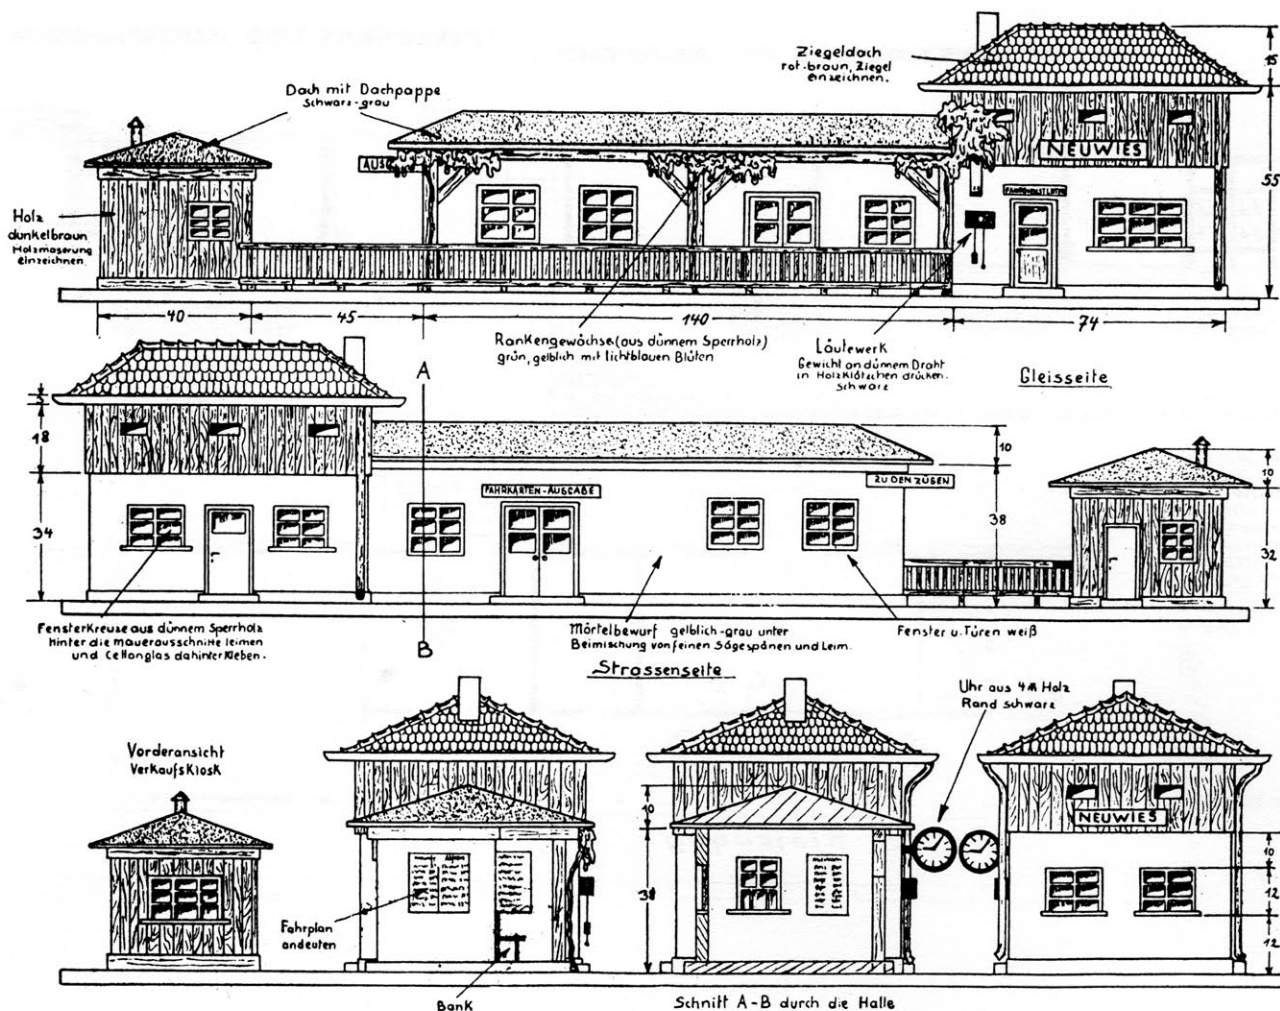 Ziegeldach
rot-braun, Ziegel
einzeichnen.
15
Dach mit Dachpappe
Schwarz-grau
NEUWIES
55
Holz
dunkelbraun
Holzmaserung
einzeichnen
40
45
140
74
Rankengewächse (aus dünnem Sperrholz)
grün, gelblich mit lichtblauen Blüten
Läutewerk
Gewicht an dünnem Draht
in Holzklötzchen drücken.
Schwarz
Gleisseite
A
5
18
10
ZU DEN ZÜGEN
10
FAHRKARTEN-AUSGABE
34
38
32
Fensterkreuze aus dünnem Sperrholz
hinter die Mauerausschnitte leimen
und Cellonglas dahinter kleben.
B
Mörtelbewurf gelblich-grau unter
Beimischung von feinen Sägespänen und Leim.
Fenster u. Türen weiß
Strassenseite
Uhr aus 4m Holz
Rand schwarz
Vorderansicht
Verkaufskiosk
10
NEUWIES
10
38
12
12
Fahrplan
andeuten
Bank
Schnitt A-B durch die Halle